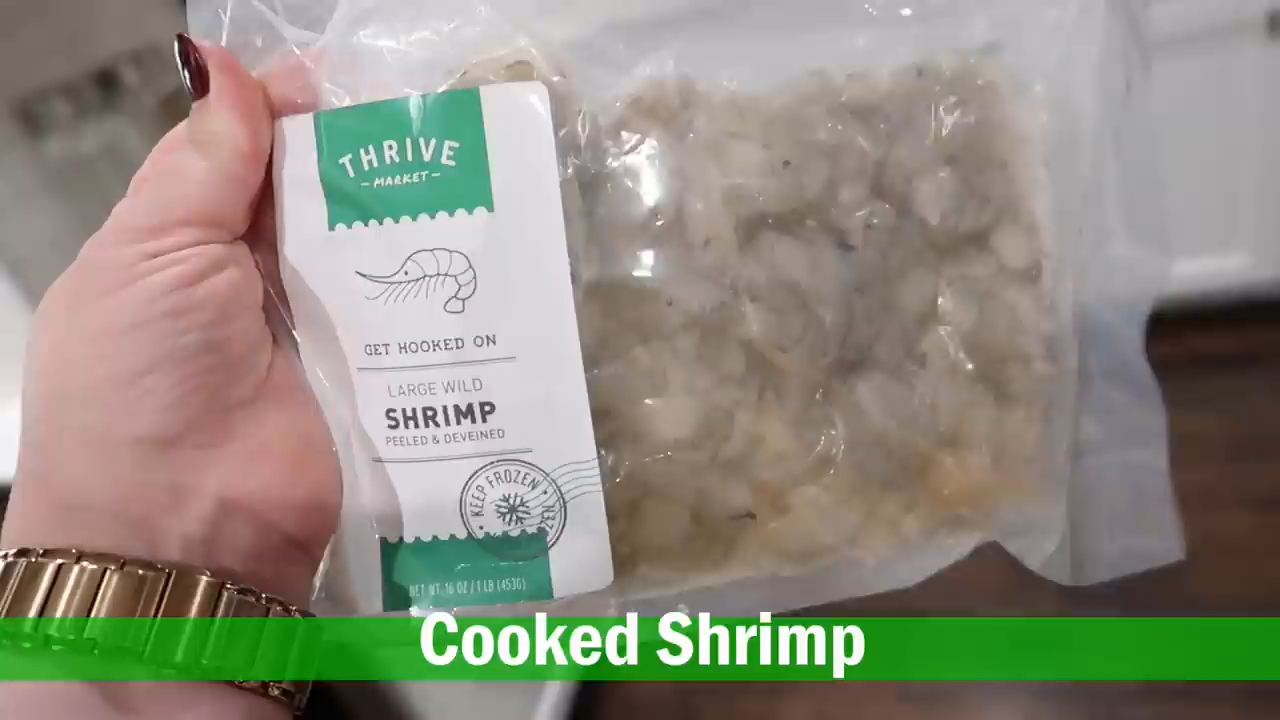 THRIVE
–MARKET–
GET HOOKED ON
LARGE WILD
SHRIMP
PEELED & DEVEINED
• KEEP FROZEN •
NET WT. 16 OZ / 1 LB (453G)
Cooked Shrimp